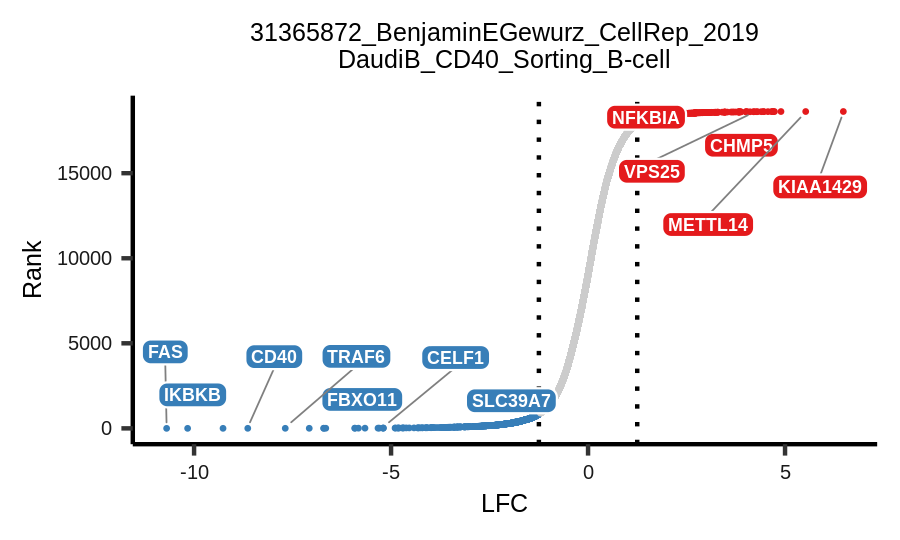 31365872_BenjaminEGewurz_CellRep_2019
DaudiB_CD40_Sorting_B-cell
Rank
15000
10000
5000
0
NFKBIA
CHMP5
VPS25
KIAA1429
METTL14
FAS
CD40
TRAF6
CELF1
IKBKB
FBXO11
SLC39A7
-10
-5
0
5
LFC